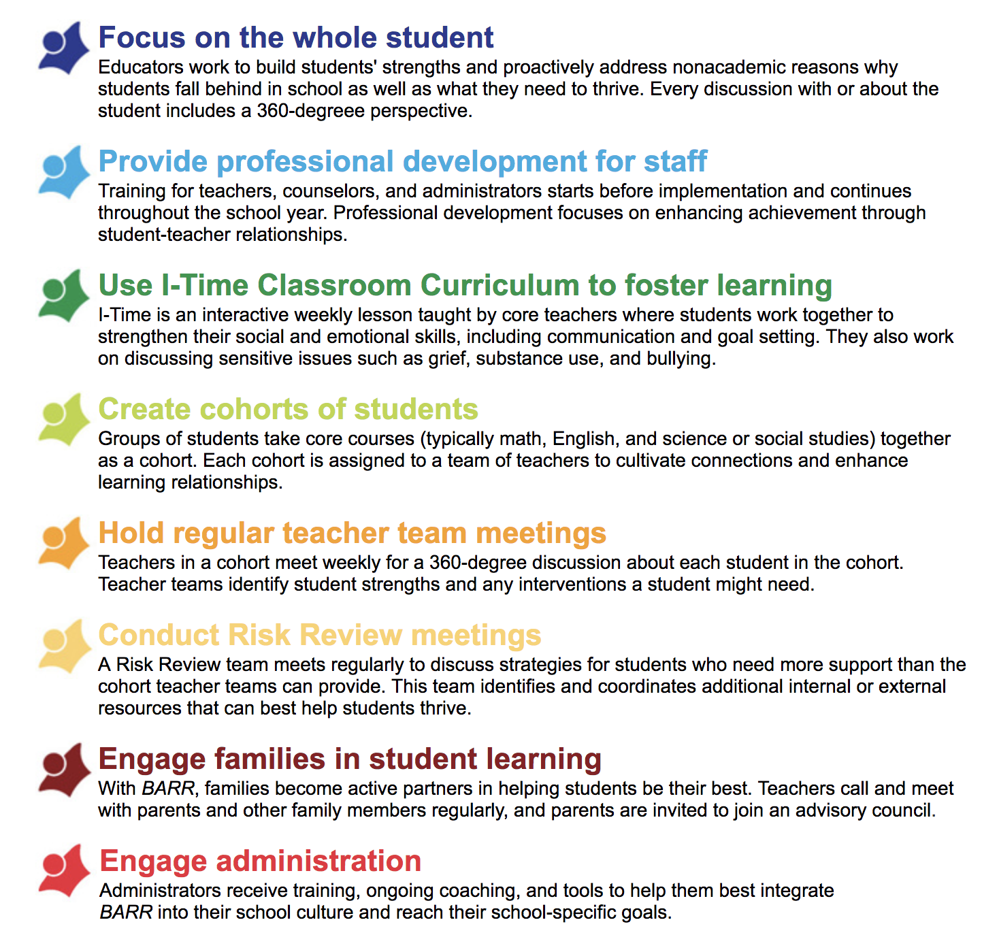 Focus on the whole student
Educators work to build students' strengths and proactively address nonacademic reasons why
students fall behind in school as well as what they need to thrive. Every discussion with or about the
student includes a 360-degreee perspective.
Provide professional development for staff
Training for teachers, counselors, and administrators starts before implementation and continues
throughout the school year. Professional development focuses on enhancing achievement through
student-teacher relationships.
Use I-Time Classroom Curriculum to foster learning
I-Time is an interactive weekly lesson taught by core teachers where students work together to
strengthen their social and emotional skills, including communication and goal setting. They also work
on discussing sensitive issues such as grief, substance use, and bullying.
Create cohorts of students
Groups of students take core courses (typically math, English, and science or social studies) together
as a cohort. Each cohort is assigned to a team of teachers to cultivate connections and enhance
learning relationships.
Hold regular teacher team meetings
Teachers in a cohort meet weekly for a 360-degree discussion about each student in the cohort.
Teacher teams identify student strengths and any interventions a student might need.
Conduct Risk Review meetings
A Risk Review team meets regularly to discuss strategies for students who need more support than the
cohort teacher teams can provide. This team identifies and coordinates additional internal or external
resources that can best help students thrive.
Engage families in student learning
With BARR, families become active partners in helping students be their best. Teachers call and meet
with parents and other family members regularly, and parents are invited to join an advisory council.
Engage administration
Administrators receive training, ongoing coaching, and tools to help them best integrate
BARR into their school culture and reach their school-specific goals.